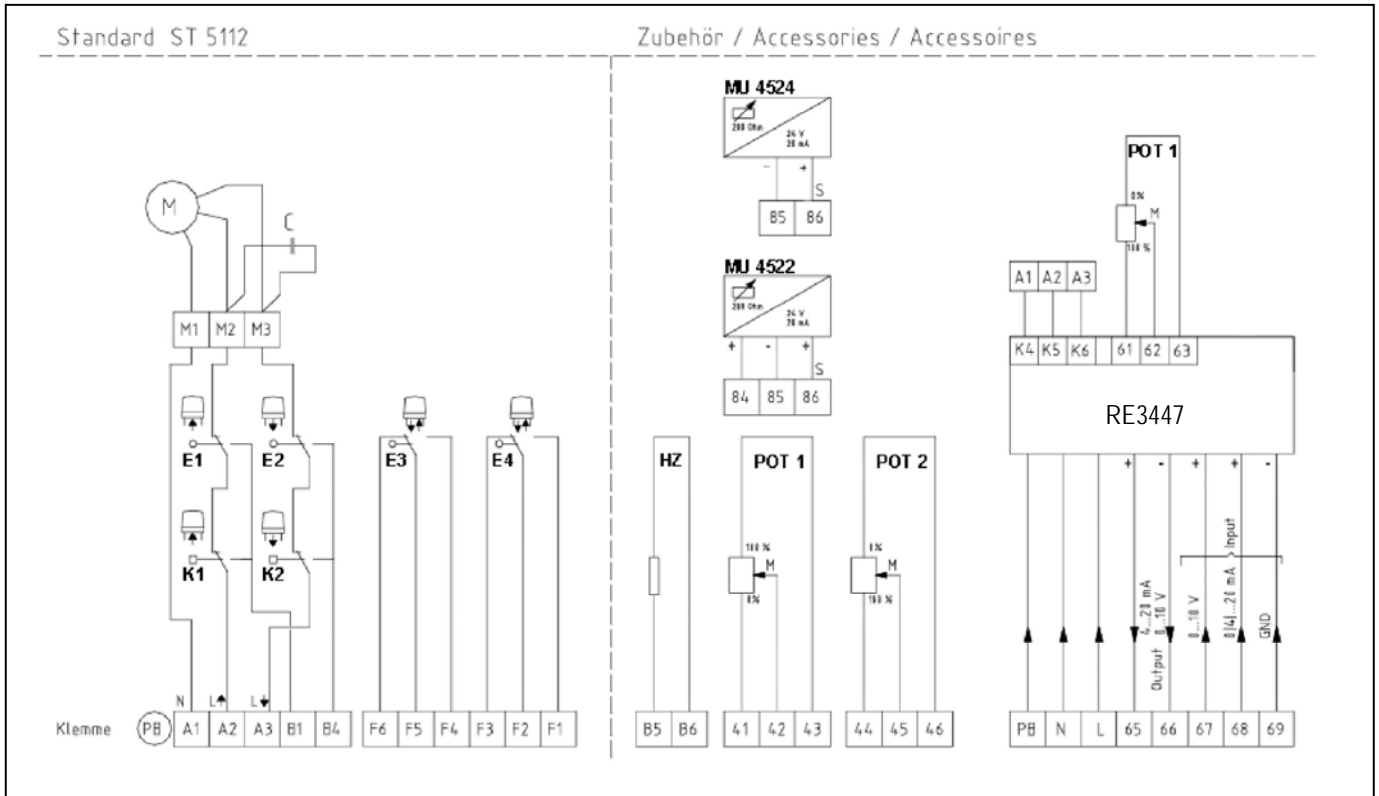 Standard ST 5112
Zubehör / Accessories / Accessoires
M
C
M1 M2 M3
E1
E2
E3
E4
K1
K2
N
L
L
Klemme
PB
A1 A2 A3 B1 B4
F6 F5 F4 F3 F2 F1
MU 4524
200 Ohm
24 V
20 mA
-
+
S
85 86
MU 4522
200 Ohm
24 V
20 mA
+
-
+
S
84 85 86
HZ
B5 B6
POT 1
100 %
M
0%
41 42 43
POT 2
0%
M
100 %
44 45 46
POT 1
0%
M
100 %
A1 A2 A3
K4 K5 K6 61 62 63
RE3447
+
-
+
+
-
4...20 mA
Output 0...10 V
0...10 V
0(4)...20 mA Input
GND
PB N L 65 66 67 68 69